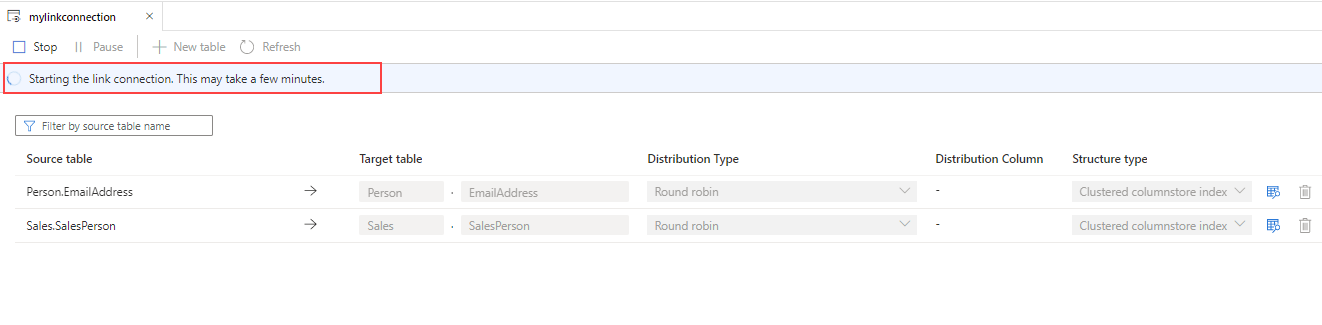 mylinkconnection
Stop Pause New table Refresh
Starting the link connection. This may take a few minutes.
Filter by source table name
Source table Target table Distribution Type Distribution Column Structure type
Person.EmailAddress Person . EmailAddress Round robin - Clustered columnstore index
Sales.SalesPerson Sales . SalesPerson Round robin - Clustered columnstore index